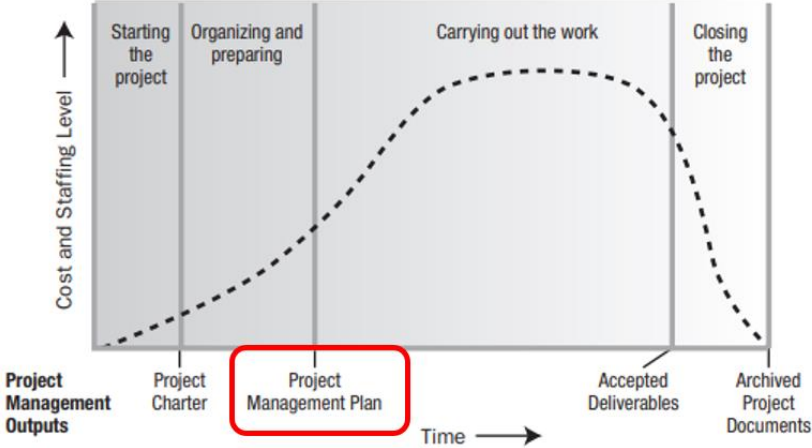 Starting
the
project
Organizing and
preparing
Carrying out the work
Closing
the
project
Cost and Staffing Level
Project
Management
Outputs
Project
Charter
Project
Management Plan
Accepted
Deliverables
Archived
Project
Documents
Time